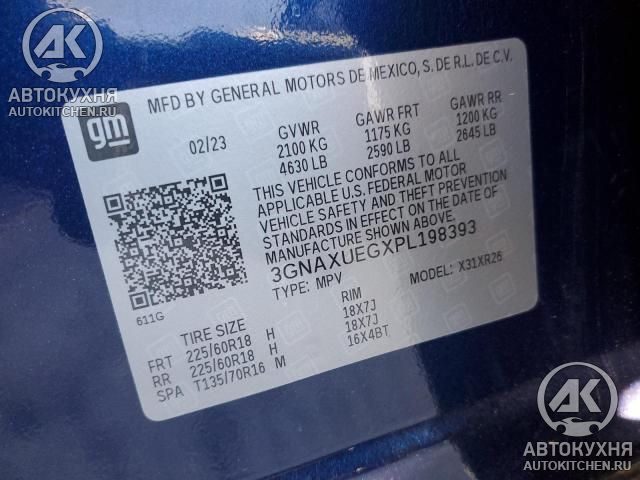 АК
АВТОКУХНЯ
AUTOKITCHEN.RU
gm
MFD BY GENERAL MOTORS DE MEXICO, S. DE R.L. DE C.V.
02/23
GVWR
2100 KG
4630 LB
GAWR FRT
1175 KG
2590 LB
GAWR RR
1200 KG
2645 LB
THIS VEHICLE CONFORMS TO ALL
APPLICABLE U.S. FEDERAL MOTOR
VEHICLE SAFETY AND THEFT PREVENTION
STANDARDS IN EFFECT ON THE DATE OF
MANUFACTURE SHOWN ABOVE.
3GNAXUEGXPL198393
TYPE: MPV MODEL: X31XR26
611G
TIRE SIZE RIM
FRT 225/60R18 H 18X7J
RR 225/60R18 H 18X7J
SPA T135/70R16 M 16X4BT
АК
АВТОКУХНЯ
AUTOKITCHEN.RU